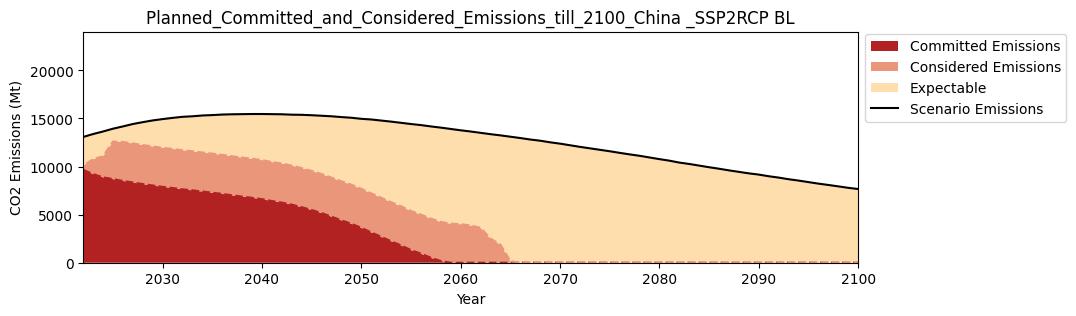 Planned_Committed_and_Considered_Emissions_till_2100_China _SSP2RCP BL
Committed Emissions
Considered Emissions
Expectable
Scenario Emissions
CO2 Emissions (Mt)
20000
15000
10000
5000
0
2030 2040 2050 2060 2070 2080 2090 2100
Year